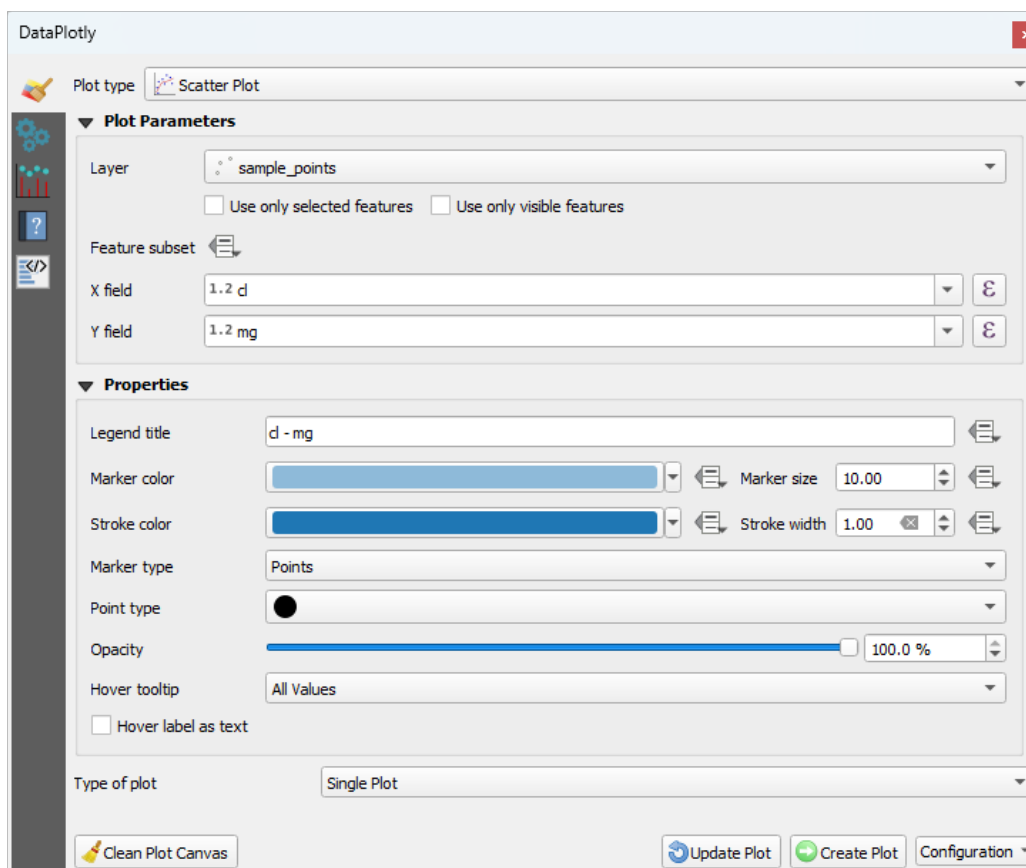 DataPlotly
Plot type Scatter Plot
Plot Parameters
Layer sample_points
Use only selected features Use only visible features
Feature subset
X field 1.2 cl
Y field 1.2 mg
Properties
Legend title cl - mg
Marker color Marker size 10.00
Stroke color Stroke width 1.00
Marker type Points
Point type
Opacity 100.0 %
Hover tooltip All Values
Hover label as text
Type of plot Single Plot
Clean Plot Canvas Update Plot Create Plot Configuration